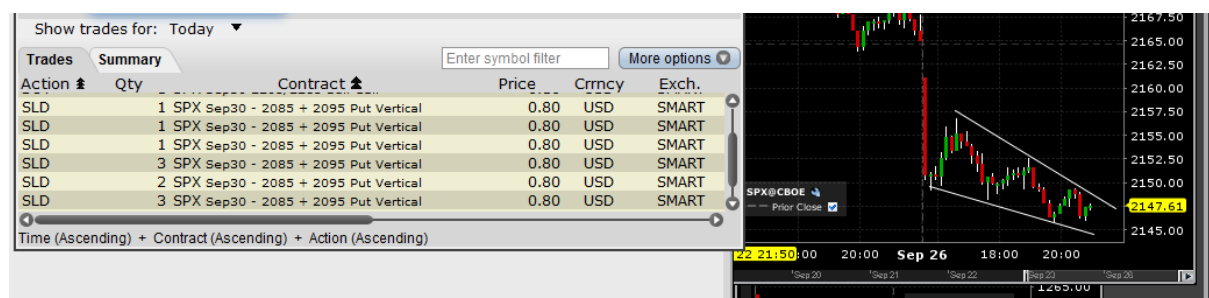 Show trades for: Today ▼
Trades Summary Enter symbol filter More options
Action Qty Contract Price Crrncy Exch.
SLD 1 SPX Sep30 - 2085 + 2095 Put Vertical 0.80 USD SMART
SLD 1 SPX Sep30 - 2085 + 2095 Put Vertical 0.80 USD SMART
SLD 1 SPX Sep30 - 2085 + 2095 Put Vertical 0.80 USD SMART
SLD 3 SPX Sep30 - 2085 + 2095 Put Vertical 0.80 USD SMART
SLD 2 SPX Sep30 - 2085 + 2095 Put Vertical 0.80 USD SMART
SLD 3 SPX Sep30 - 2085 + 2095 Put Vertical 0.80 USD SMART
Time (Ascending) + Contract (Ascending) + Action (Ascending)
2167.50
2165.00
2162.50
2160.00
2157.50
2155.00
2152.50
2150.00
SPX@CBOE
Prior Close
2147.61
2145.00
22 21:50 :00 20:00 Sep 26 18:00 20:00
'Sep 20 'Sep 21 'Sep 22 Sep 23 'Sep 26
1265.00